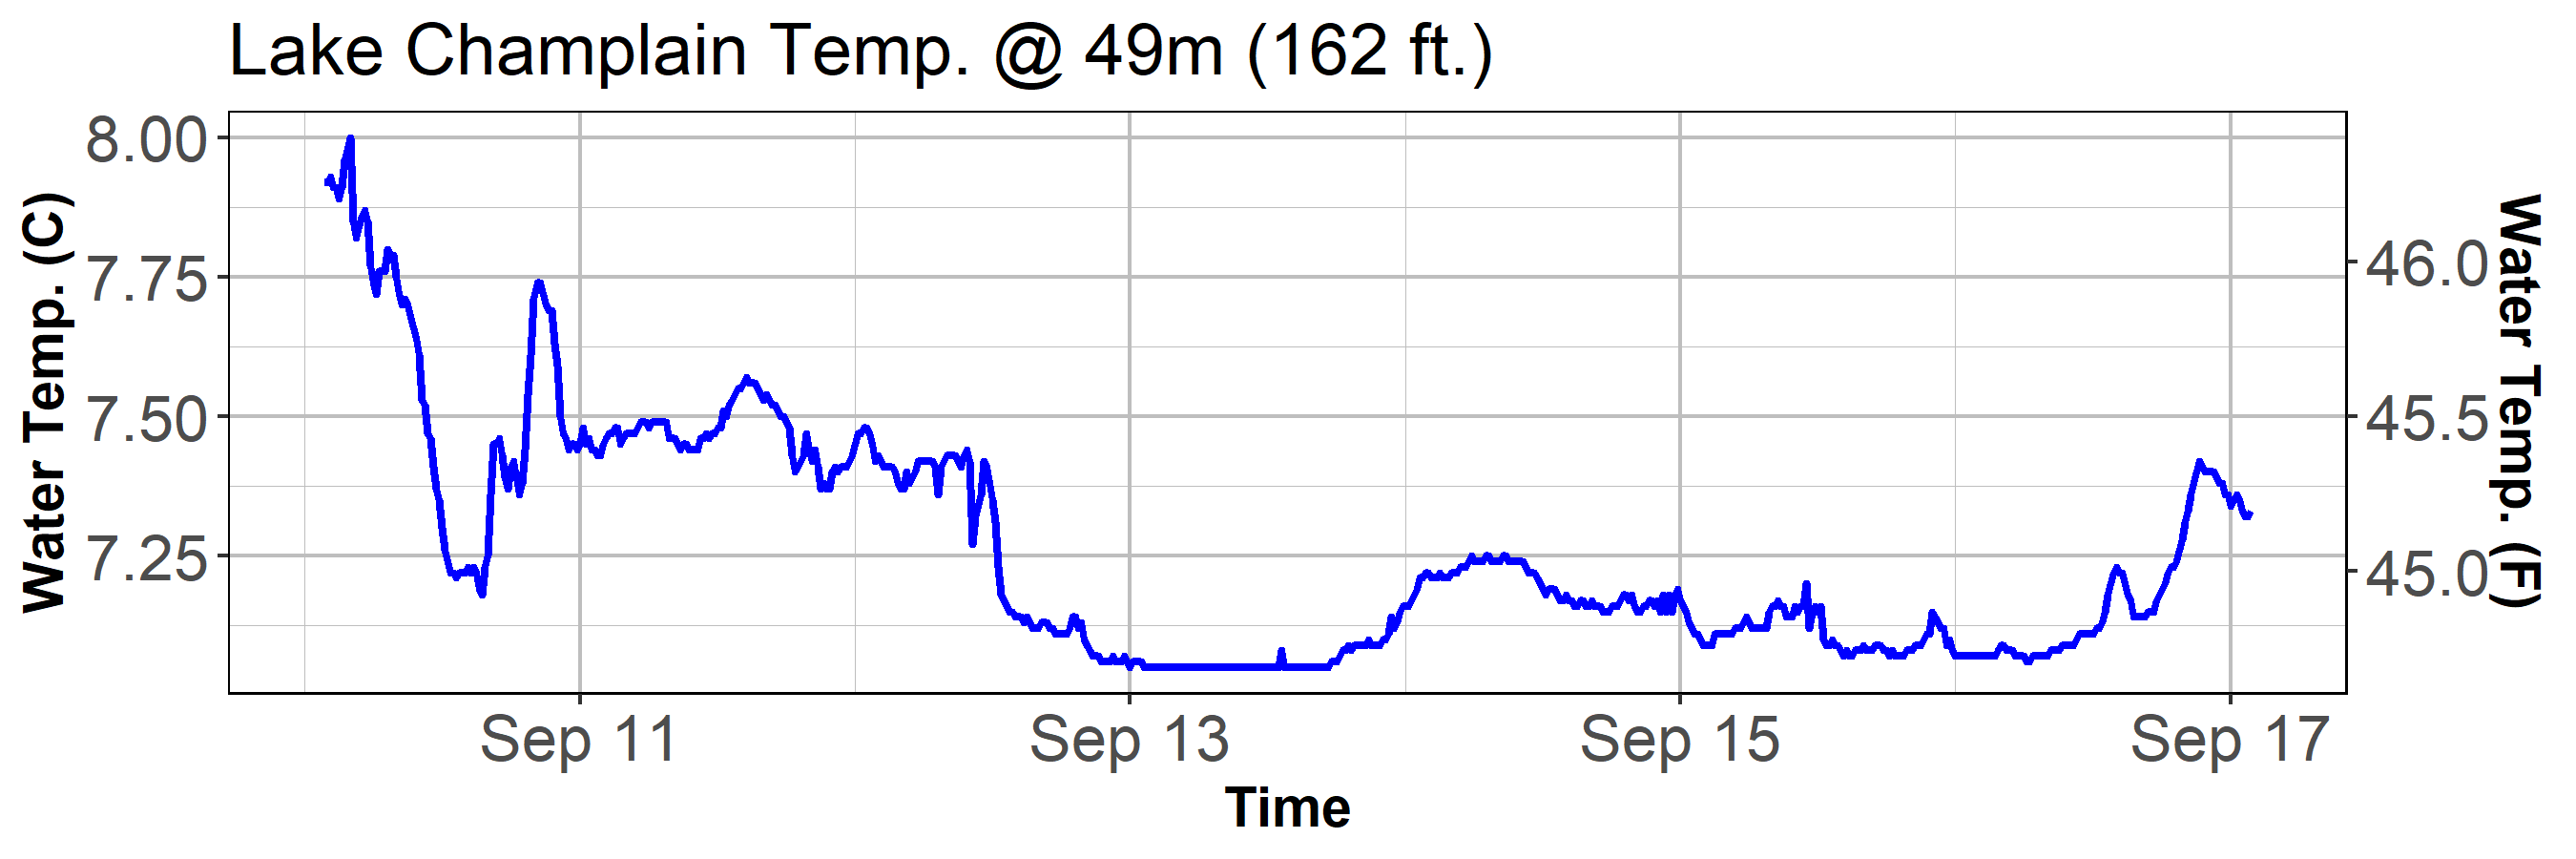 Lake Champlain Temp. @ 49m (162 ft.)
Water Temp. (C)
8.00
7.75
7.50
7.25
46.0
45.5
45.0
Water Temp. (F)
Sep 11
Sep 13
Sep 15
Sep 17
Time